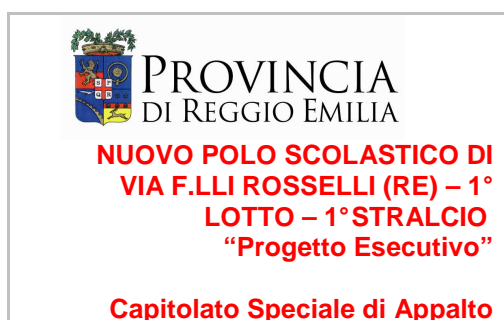 PROVINCIA
DI REGGIO EMILIA
NUOVO POLO SCOLASTICO DI
VIA F.LLI ROSSELLI (RE) – 1°
LOTTO – 1° STRALCIO
“Progetto Esecutivo”
Capitolato Speciale di Appalto